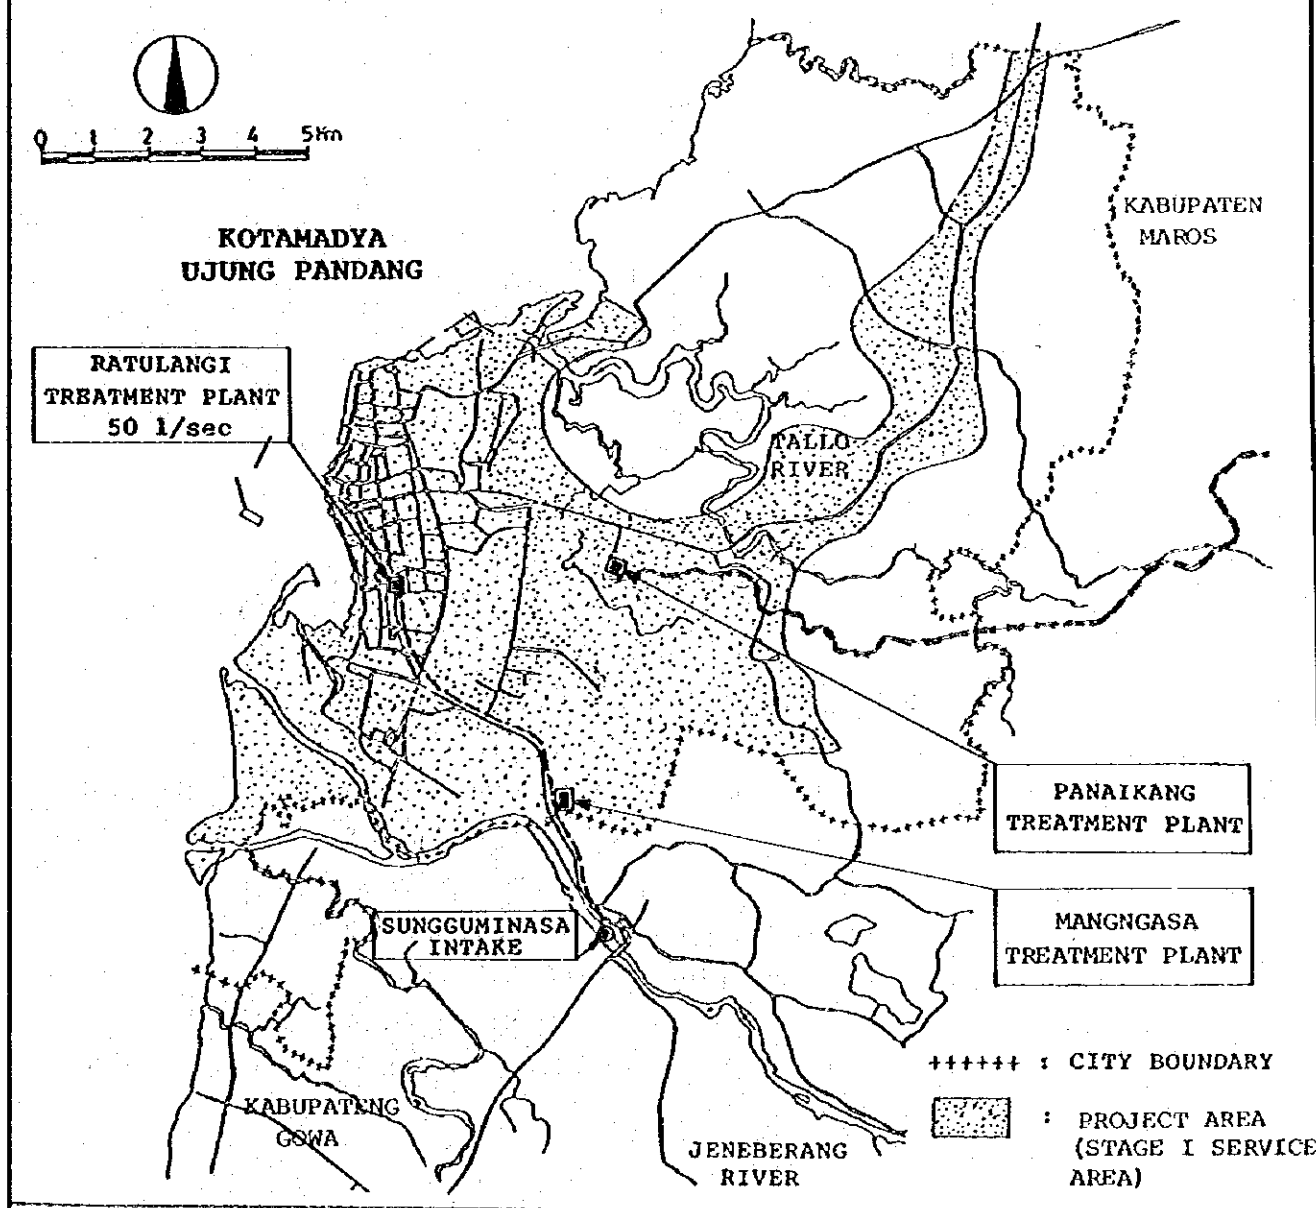 0 1 2 3 4 5Km
KOTAMADYA
UJUNG PANDANG
KABUPATEN
MAROS
RATULANGI
TREATMENT PLANT
50 l/sec
TALLO
RIVER
PANAIKANG
TREATMENT PLANT
MANGNGASA
TREATMENT PLANT
SUNGGUMINASA
INTAKE
KABUPATENG
GOWA
JENEBERANG
RIVER
++++++ : CITY BOUNDARY
: PROJECT AREA
(STAGE I SERVICE
AREA)